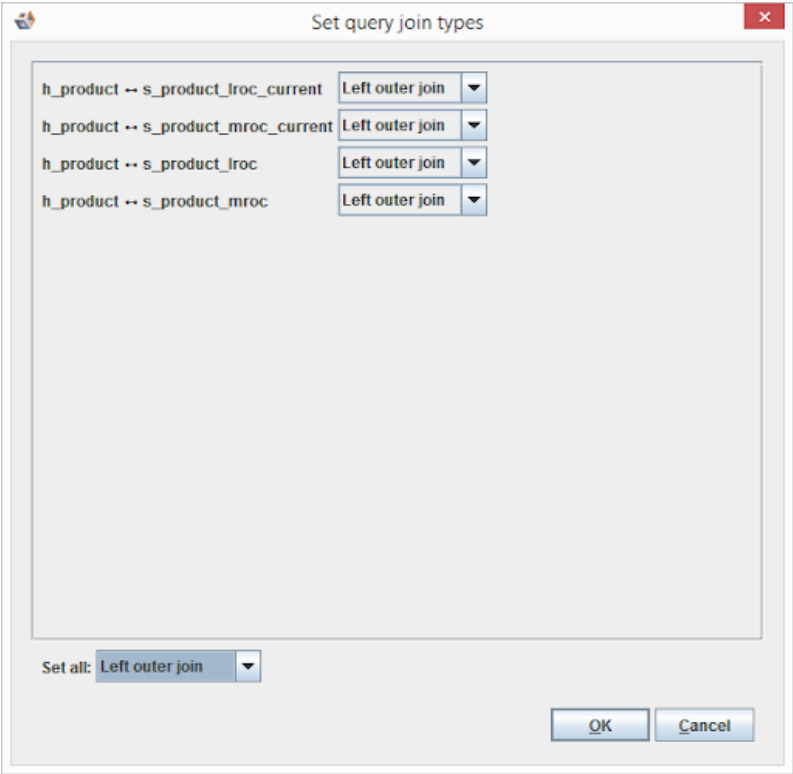 Set query join types
h_product ↔ s_product_lroc_current Left outer join
h_product ↔ s_product_mroc_current Left outer join
h_product ↔ s_product_lroc Left outer join
h_product ↔ s_product_mroc Left outer join
Set all: Left outer join
OK Cancel